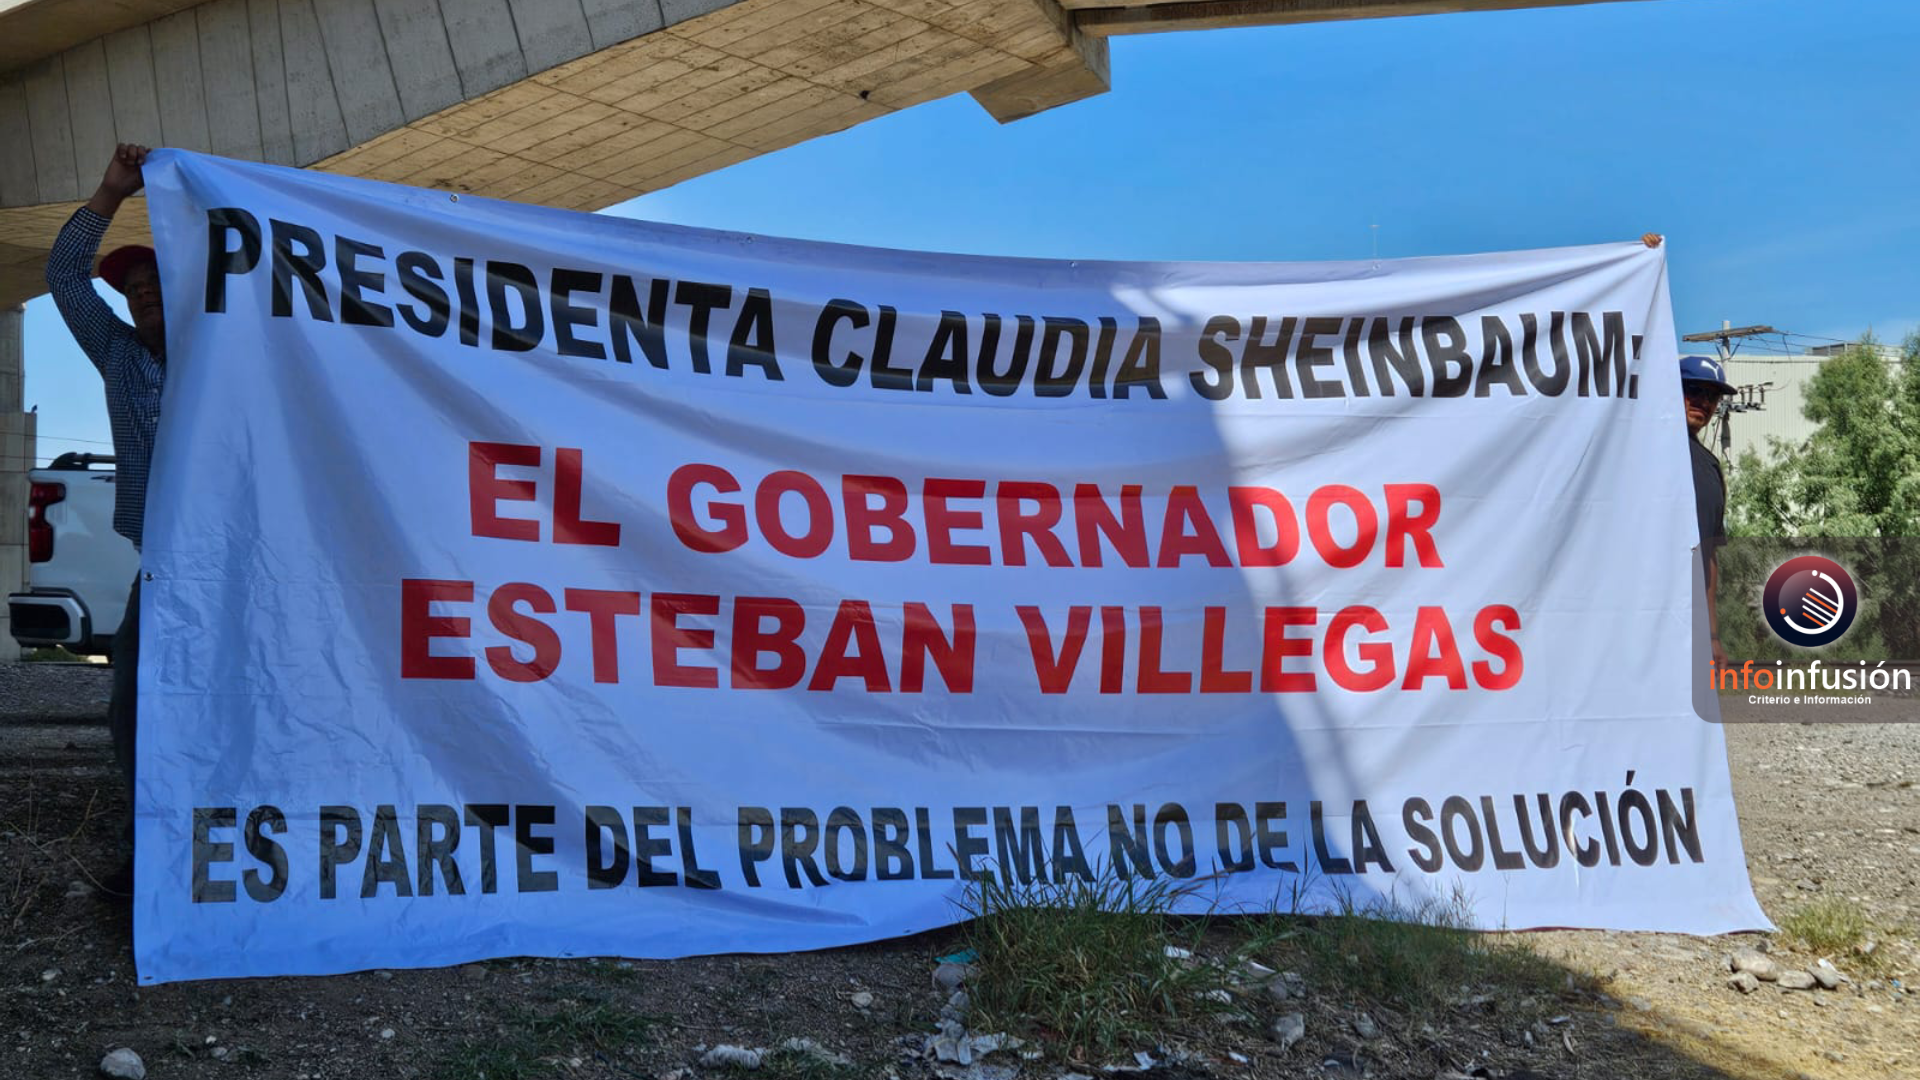 PRESIDENTA CLAUDIA SHEINBAUM:
EL GOBERNADOR
ESTEBAN VILLEGAS
ES PARTE DEL PROBLEMA NO DE LA SOLUCIÓN
infoinfusión
Criterio e Información